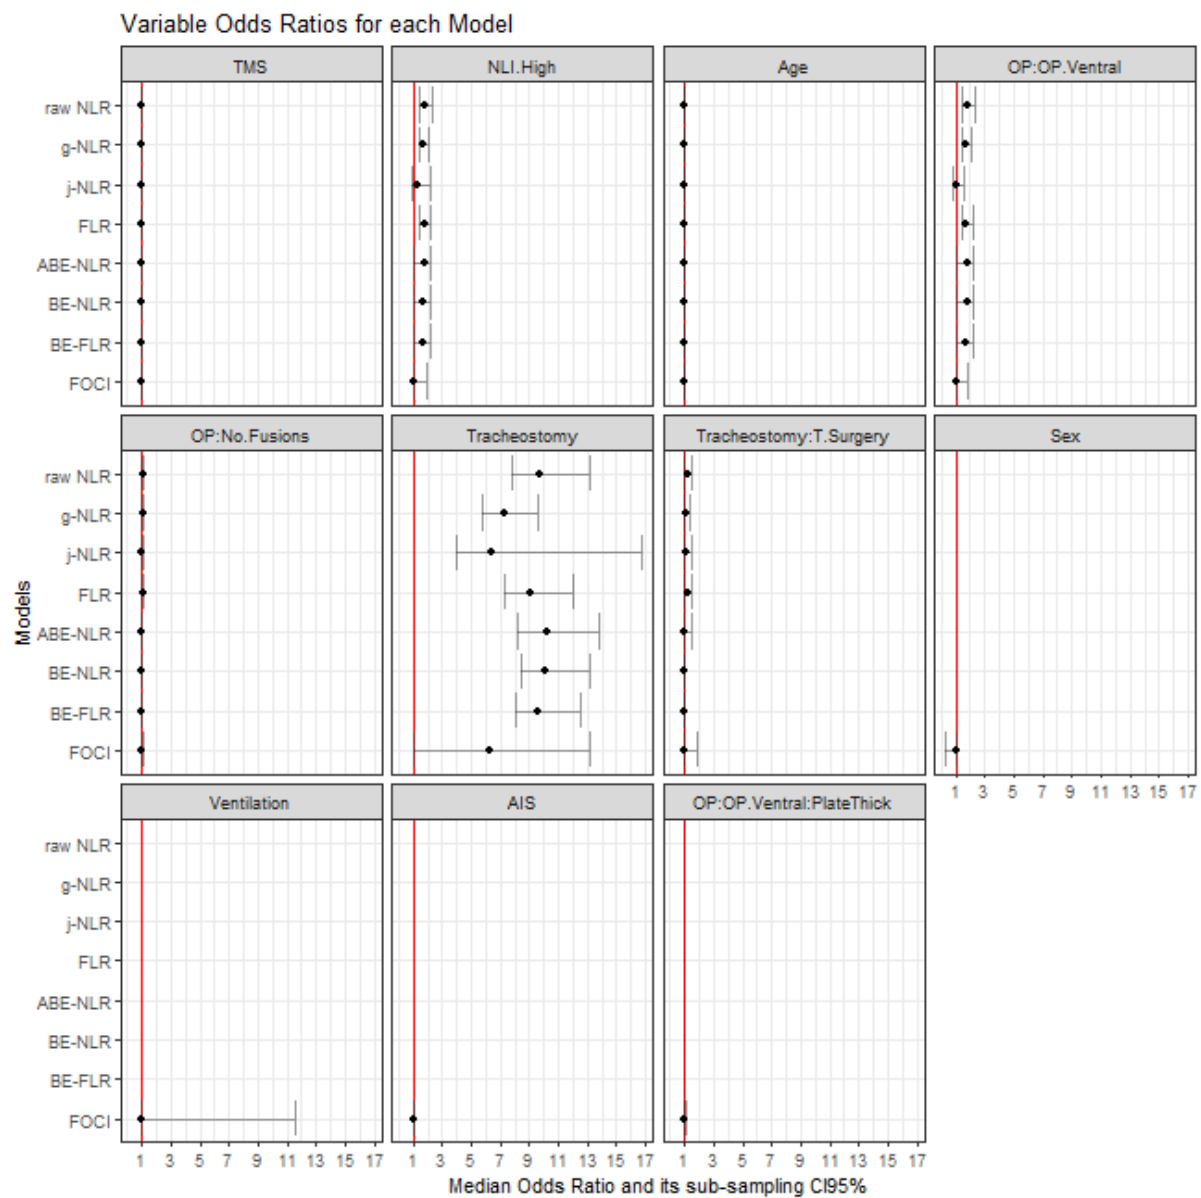 Variable Odds Ratios for each Model
TMS
NLI.High
Age
OP:OP.Ventral
raw NLR
g-NLR
j-NLR
FLR
ABE-NLR
BE-NLR
BE-FLR
FOCI
OP:No.Fusions
Tracheostomy
Tracheostomy:T.Surgery
Sex
raw NLR
g-NLR
j-NLR
FLR
ABE-NLR
BE-NLR
BE-FLR
FOCI
1 3 5 7 9 11 13 15 17
Models
Ventilation
AIS
OP:OP.Ventral:PlateThick
raw NLR
g-NLR
j-NLR
FLR
ABE-NLR
BE-NLR
BE-FLR
FOCI
1 3 5 7 9 11 13 15 17
1 3 5 7 9 11 13 15 17
1 3 5 7 9 11 13 15 17
Median Odds Ratio and its sub-sampling CI95%